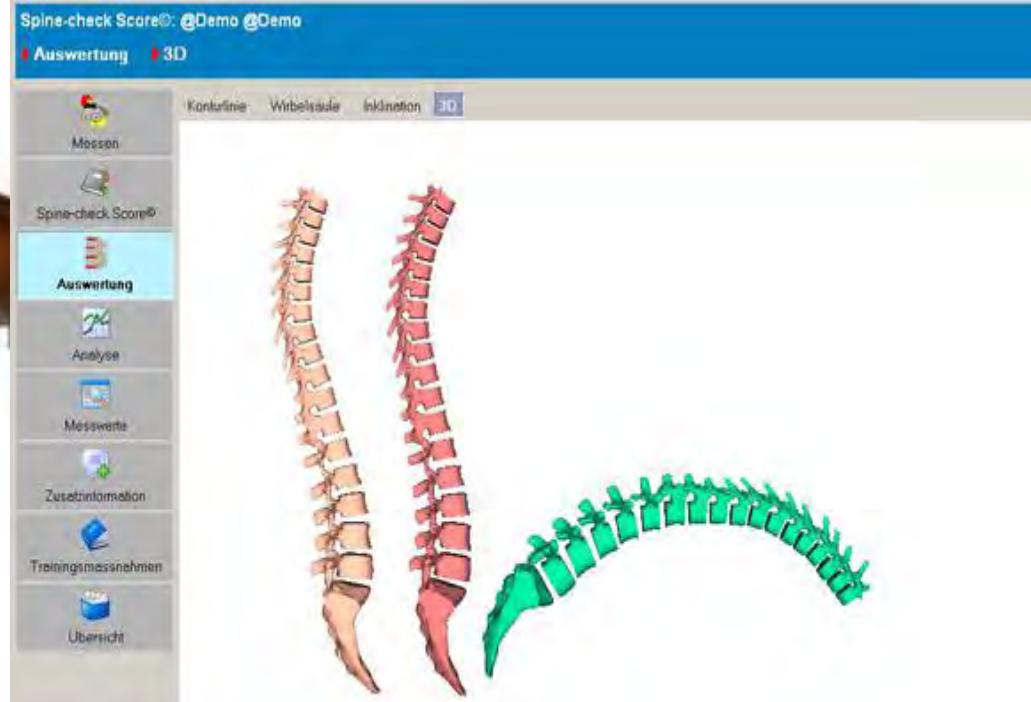 Spine-check Score©: @Demo @Demo
Auswertung 3D
Konturlinie Wirbelsäule Inklination 3D
Messen
Spine-check Score©
Auswertung
Analyse
Messwerte
Zusatzinformation
Trainingsmassnahmen
Übersicht